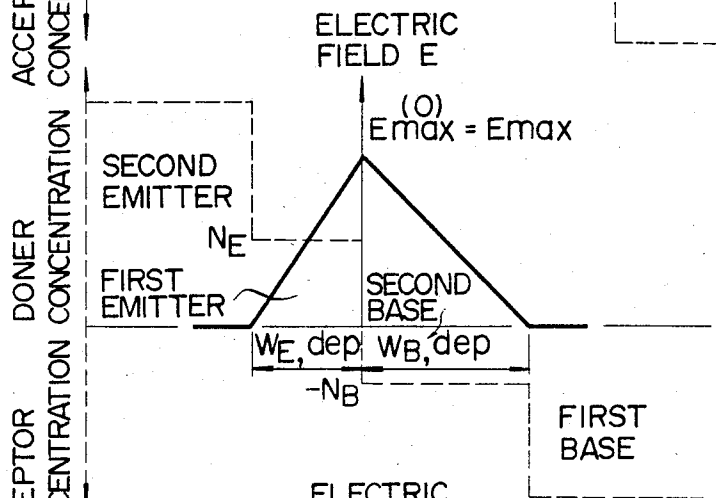 ACCEP
CONCE
ELECTRIC
FIELD E
(0)
Emax = Emax
SECOND
EMITTER
NE
DONER
CONCENTRATION
FIRST
EMITTER
SECOND
BASE
WE, dep
WB, dep
-NB
FIRST
BASE
EPTOR
CENTRATION
ELECTRIC